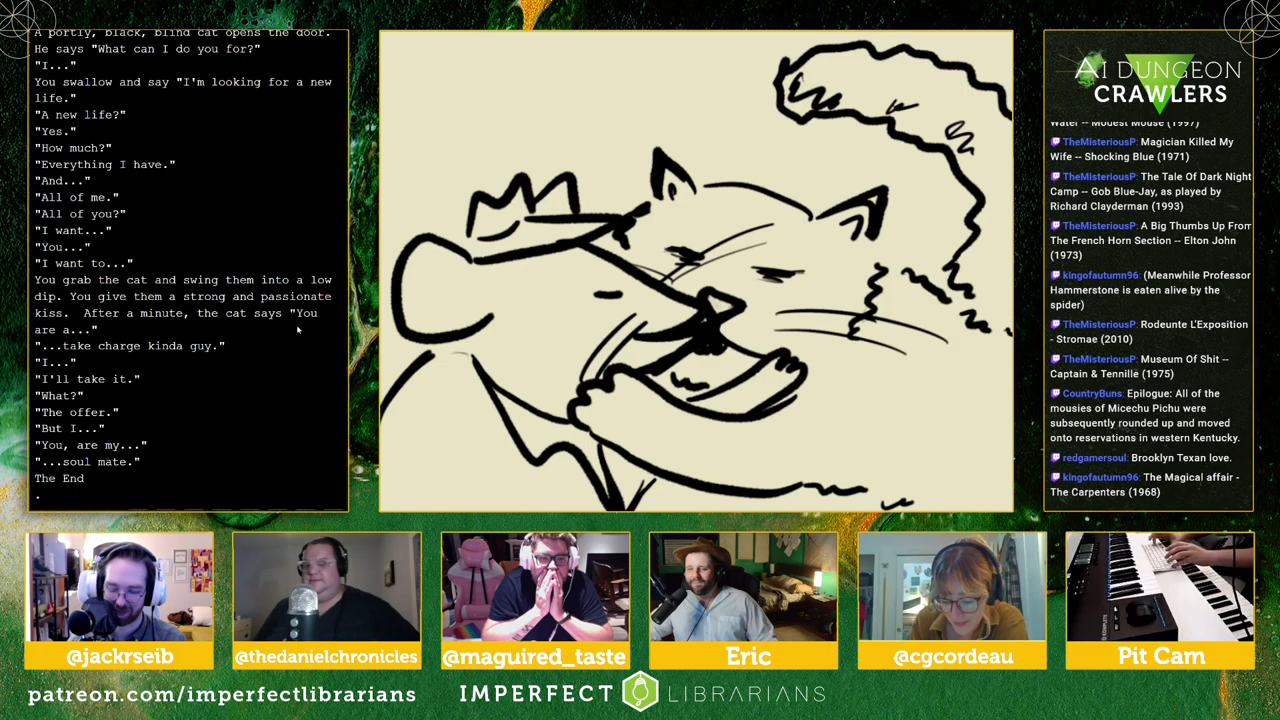 A portly, black, blind cat opens the door.
He says "What can I do you for?"
"I..."
You swallow and say "I'm looking for a new
life."
"A new life?"
"Yes."
"How much?"
"Everything I have."
"And..."
"All of me."
"All of you?"
"I want..."
"You..."
"I want to..."
You grab the cat and swing them into a low
dip. You give them a strong and passionate
kiss.  After a minute, the cat says "You
are a..."
"...take charge kinda guy."
"I..."
"I'll take it."
"What?"
"The offer."
"But I..."
"You, are my..."
"...soul mate."
The End
.
AI DUNGEON
CRAWLERS
Water -- Modest Mouse (1997)
TheMisteriousP: Magician Killed My
Wife -- Shocking Blue (1971)
TheMisteriousP: The Tale Of Dark Night
Camp -- Gob Blue-Jay, as played by
Richard Clayderman (1993)
TheMisteriousP: A Big Thumbs Up From
The French Horn Section -- Elton John
(1973)
kingofautumn96: (Meanwhile Professor
Hammerstone is eaten alive by the
spider)
TheMisteriousP: Rodeunte L'Exposition
- Stromae (2010)
TheMisteriousP: Museum Of Shit --
Captain & Tennille (1975)
CountryBuns: Epilogue: All of the
mousies of Micechu Pichu were
subsequently rounded up and moved
onto reservations in western Kentucky.
redgamersoul: Brooklyn Texan love.
kingofautumn96: The Magical affair -
The Carpenters (1968)
@jackrseib
@thedanielchronicles
@maguired_taste
Eric
@cgcordeau
Pit Cam
patreon.com/imperfectlibrarians
IMPERFECT LIBRARIANS